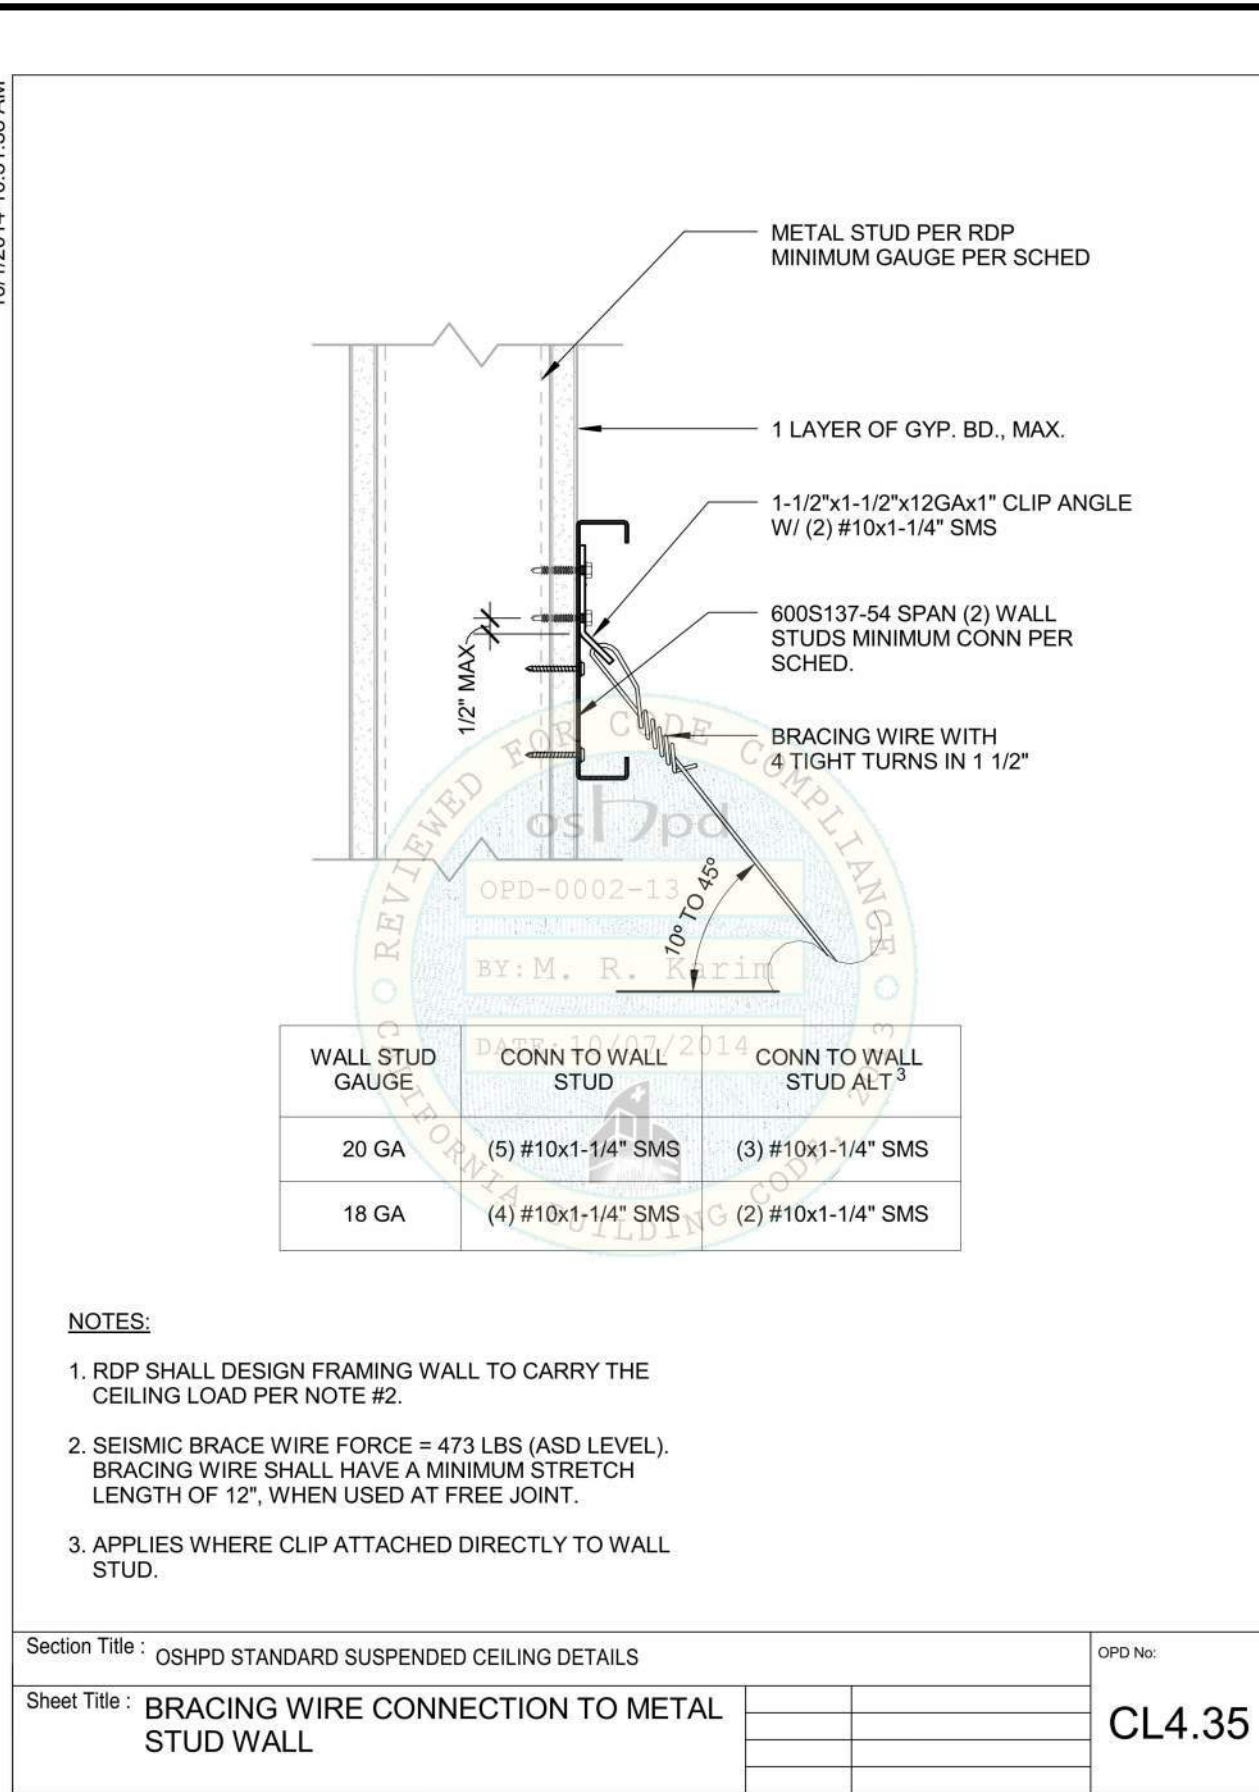 METAL STUD PER RDP
MINIMUM GAUGE PER SCHED
1 LAYER OF GYP. BD., MAX.
1-1/2"x1-1/2"x12GAx1" CLIP ANGLE
W/ (2) #10x1-1/4" SMS
600S137-54 SPAN (2) WALL
STUDS MINIMUM CONN PER
SCHED.
1/2" MAX
BRACING WIRE WITH
4 TIGHT TURNS IN 1 1/2"
10° TO 45°
REVIEWED FOR CODE COMPLIANCE
oshpd
OPD-0002-13
BY: M. R. Karim
DATE: 10/07/2014
CALIFORNIA BUILDING CODE, 2013
WALL STUD GAUGE
CONN TO WALL STUD
CONN TO WALL STUD ALT 3
20 GA (5) #10x1-1/4" SMS (3) #10x1-1/4" SMS
18 GA (4) #10x1-1/4" SMS (2) #10x1-1/4" SMS
NOTES:
1. RDP SHALL DESIGN FRAMING WALL TO CARRY THE
CEILING LOAD PER NOTE #2.
2. SEISMIC BRACE WIRE FORCE = 473 LBS (ASD LEVEL).
BRACING WIRE SHALL HAVE A MINIMUM STRETCH
LENGTH OF 12", WHEN USED AT FREE JOINT.
3. APPLIES WHERE CLIP ATTACHED DIRECTLY TO WALL
STUD.
Section Title : OSHPD STANDARD SUSPENDED CEILING DETAILS
OPD No:
Sheet Title : BRACING WIRE CONNECTION TO METAL
STUD WALL
CL4.35